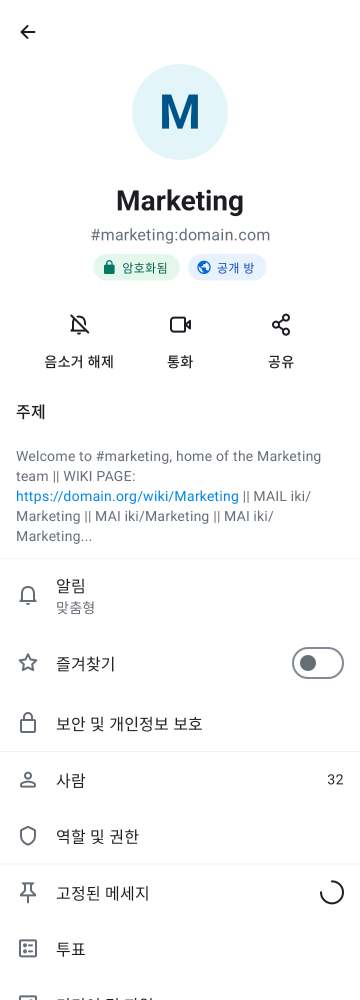 M
Marketing
#marketing:domain.com
암호화됨 공개 방
음소거 해제 통화 공유
주제
Welcome to #marketing, home of the Marketing
team || WIKI PAGE:
https://domain.org/wiki/Marketing || MAIL iki/
Marketing || MAI iki/Marketing || MAI iki/
Marketing...
알림
맞춤형
즐겨찾기
보안 및 개인정보 보호
사람 32
역할 및 권한
고정된 메세지
투표